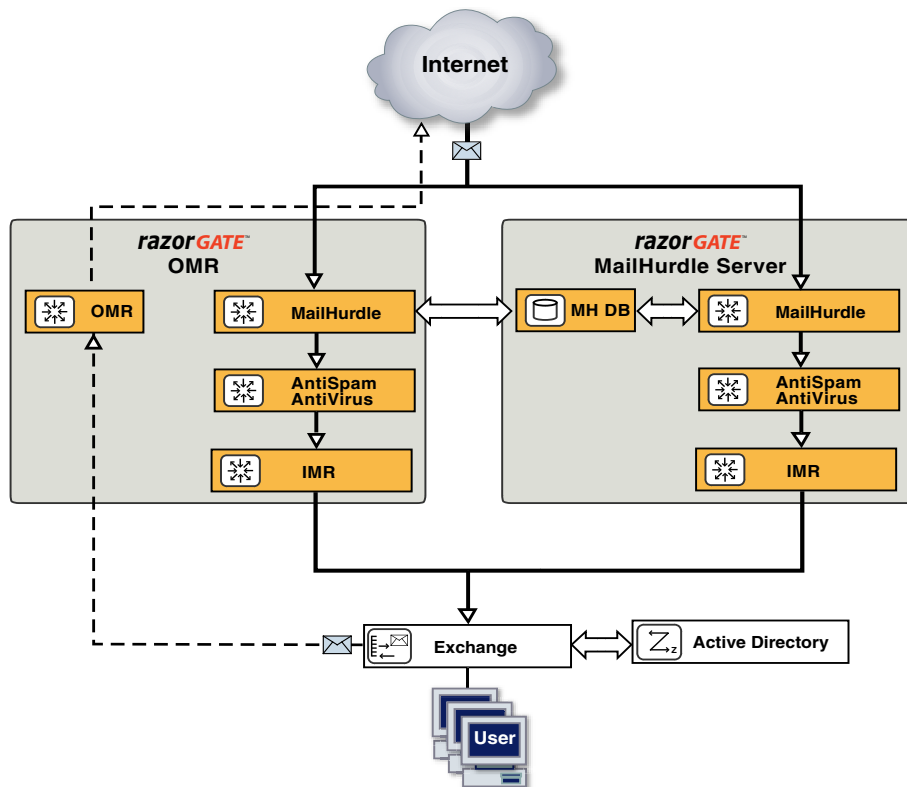 Internet
razorGATE™
OMR
OMR
MailHurdle
AntiSpam
AntiVirus
IMR
razorGATE™
MailHurdle Server
MH DB
MailHurdle
AntiSpam
AntiVirus
IMR
Exchange
Z
Active Directory
User